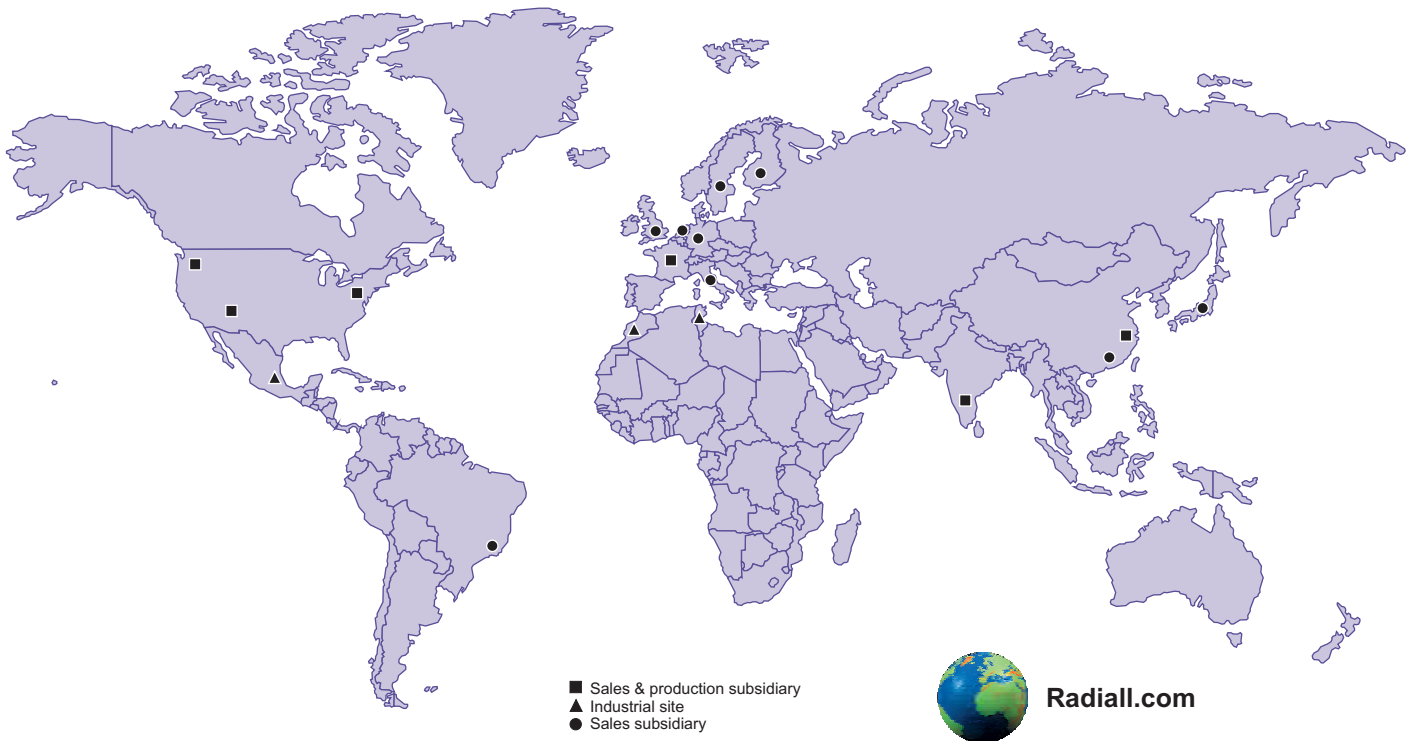 Sales & production subsidiary
Industrial site
Sales subsidiary
Radiall.com